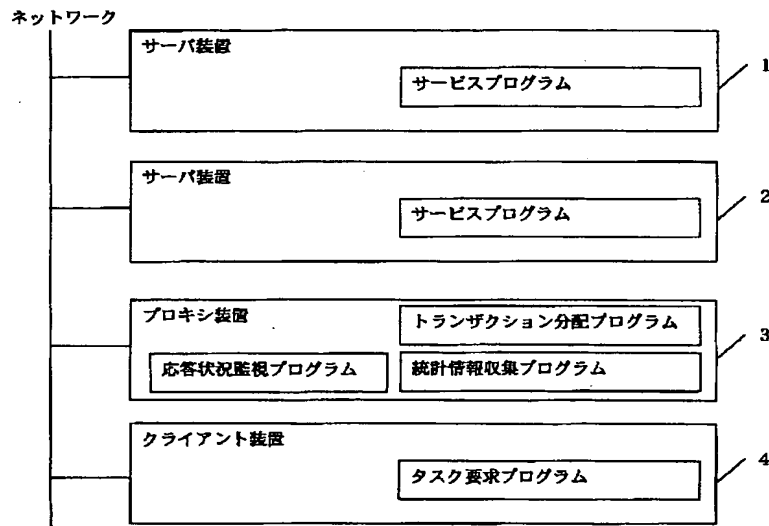 ネットワーク
サーバ装置
サービスプログラム
1
サーバ装置
サービスプログラム
2
プロキシ装置
トランザクション分配プログラム
3
応答状況監視プログラム
統計情報収集プログラム
クライアント装置
タスク要求プログラム
4